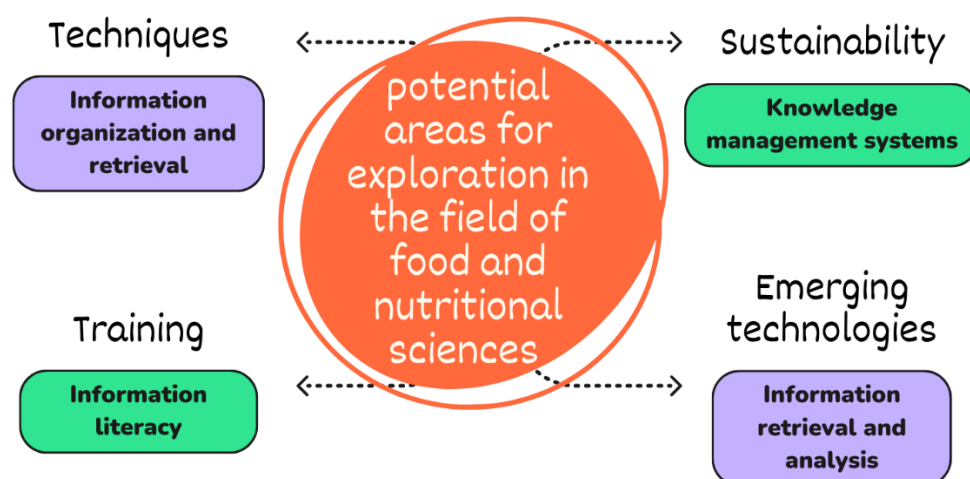 Techniques
Information
organization and
retrieval
potential
areas for
exploration in
the field of
food and
nutritional
sciences
Sustainability
Knowledge
management systems
Training
Information
literacy
Emerging
technologies
Information
retrieval and
analysis